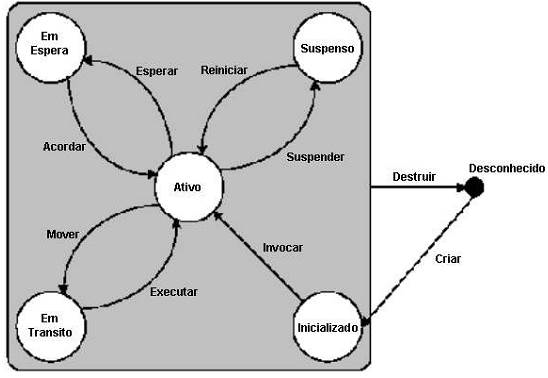 Em
Espera
Suspenso
Esperar
Reiniciar
Acordar
Suspender
Ativo
Destruir
Desconhecido
Mover
Invocar
Criar
Executar
Em
Transito
Inicializado